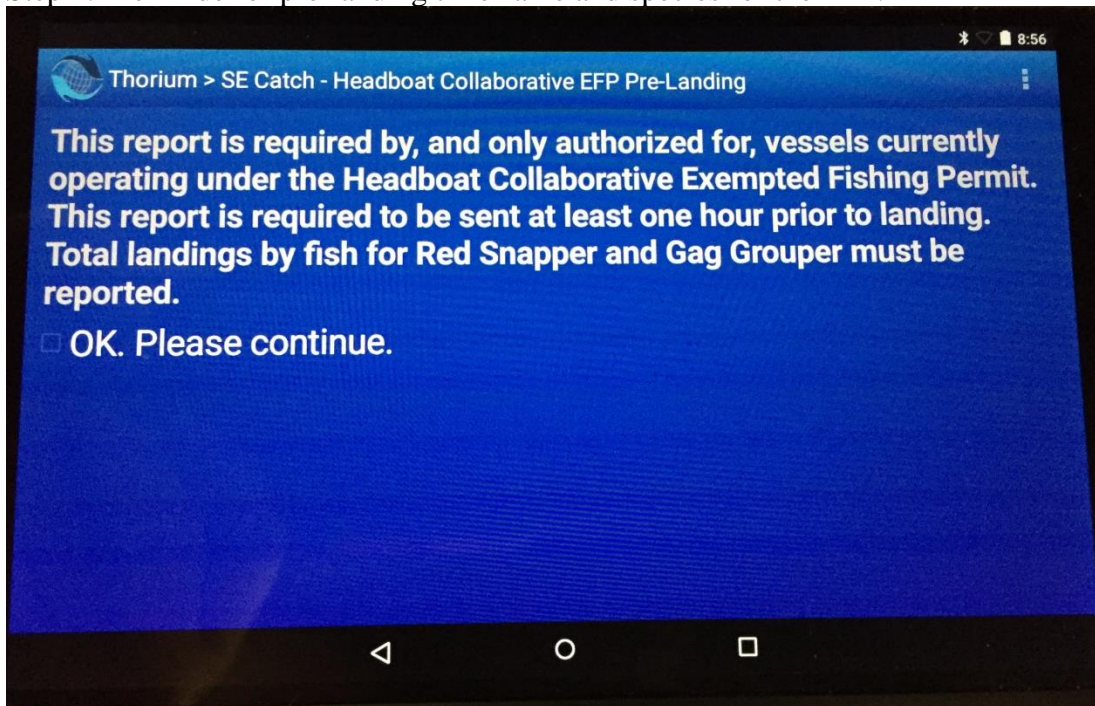 8:56
Thorium > SE Catch - Headboat Collaborative EFP Pre-Landing
This report is required by, and only authorized for, vessels currently
operating under the Headboat Collaborative Exempted Fishing Permit.
This report is required to be sent at least one hour prior to landing.
Total landings by fish for Red Snapper and Gag Grouper must be
reported.
OK. Please continue.